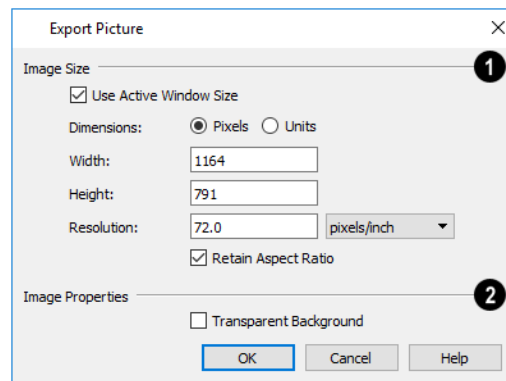 Export Picture
Image Size 1
Use Active Window Size
Dimensions: Pixels Units
Width: 1164
Height: 791
Resolution: 72.0 pixels/inch
Retain Aspect Ratio
Image Properties 2
Transparent Background
OK Cancel Help